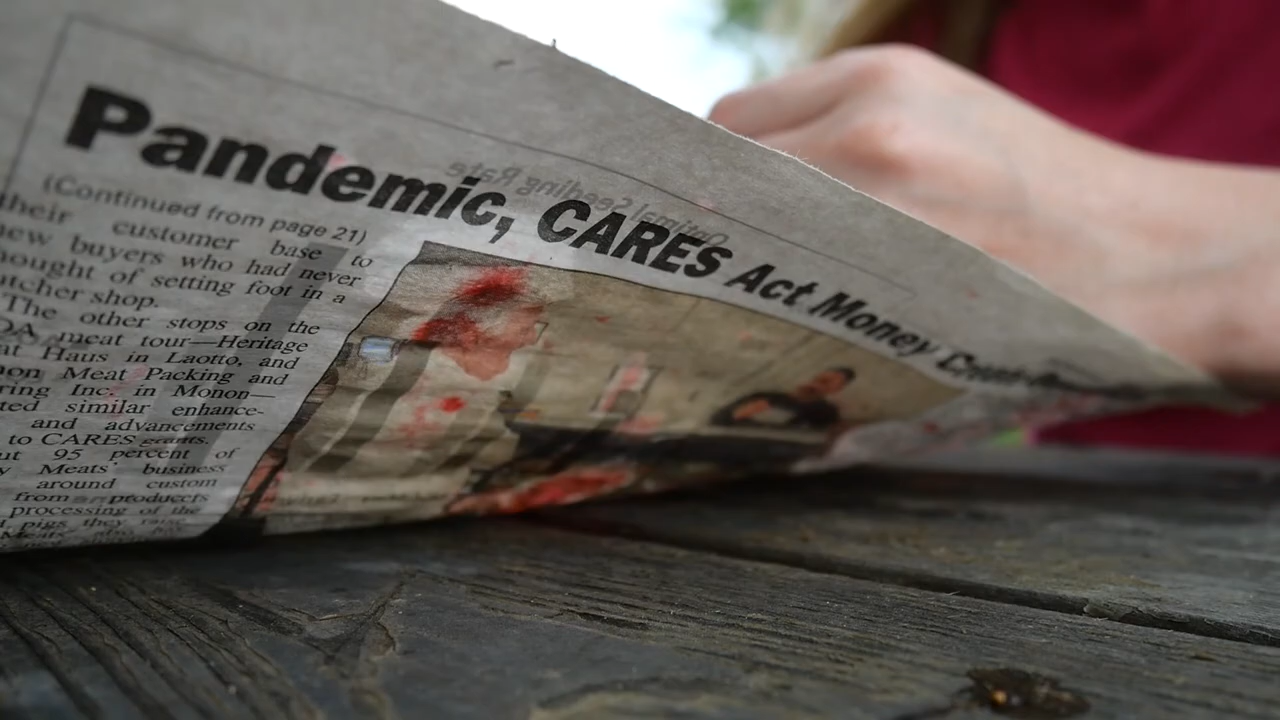 Pandemic, CARES Act Money
(Continued from page 21)
their customer base to
new buyers who had never
thought of setting foot in a
butcher shop.
The other stops on the
meat tour—Heritage
Haus in Laotto, and
Meat Packing and
Inc. in Monon—
similar enhance-
and advancements
to CARES grants.
95 percent of
Meats' business
around custom
from products
processing of the
pigs they raise
Optimal Seeding Rate